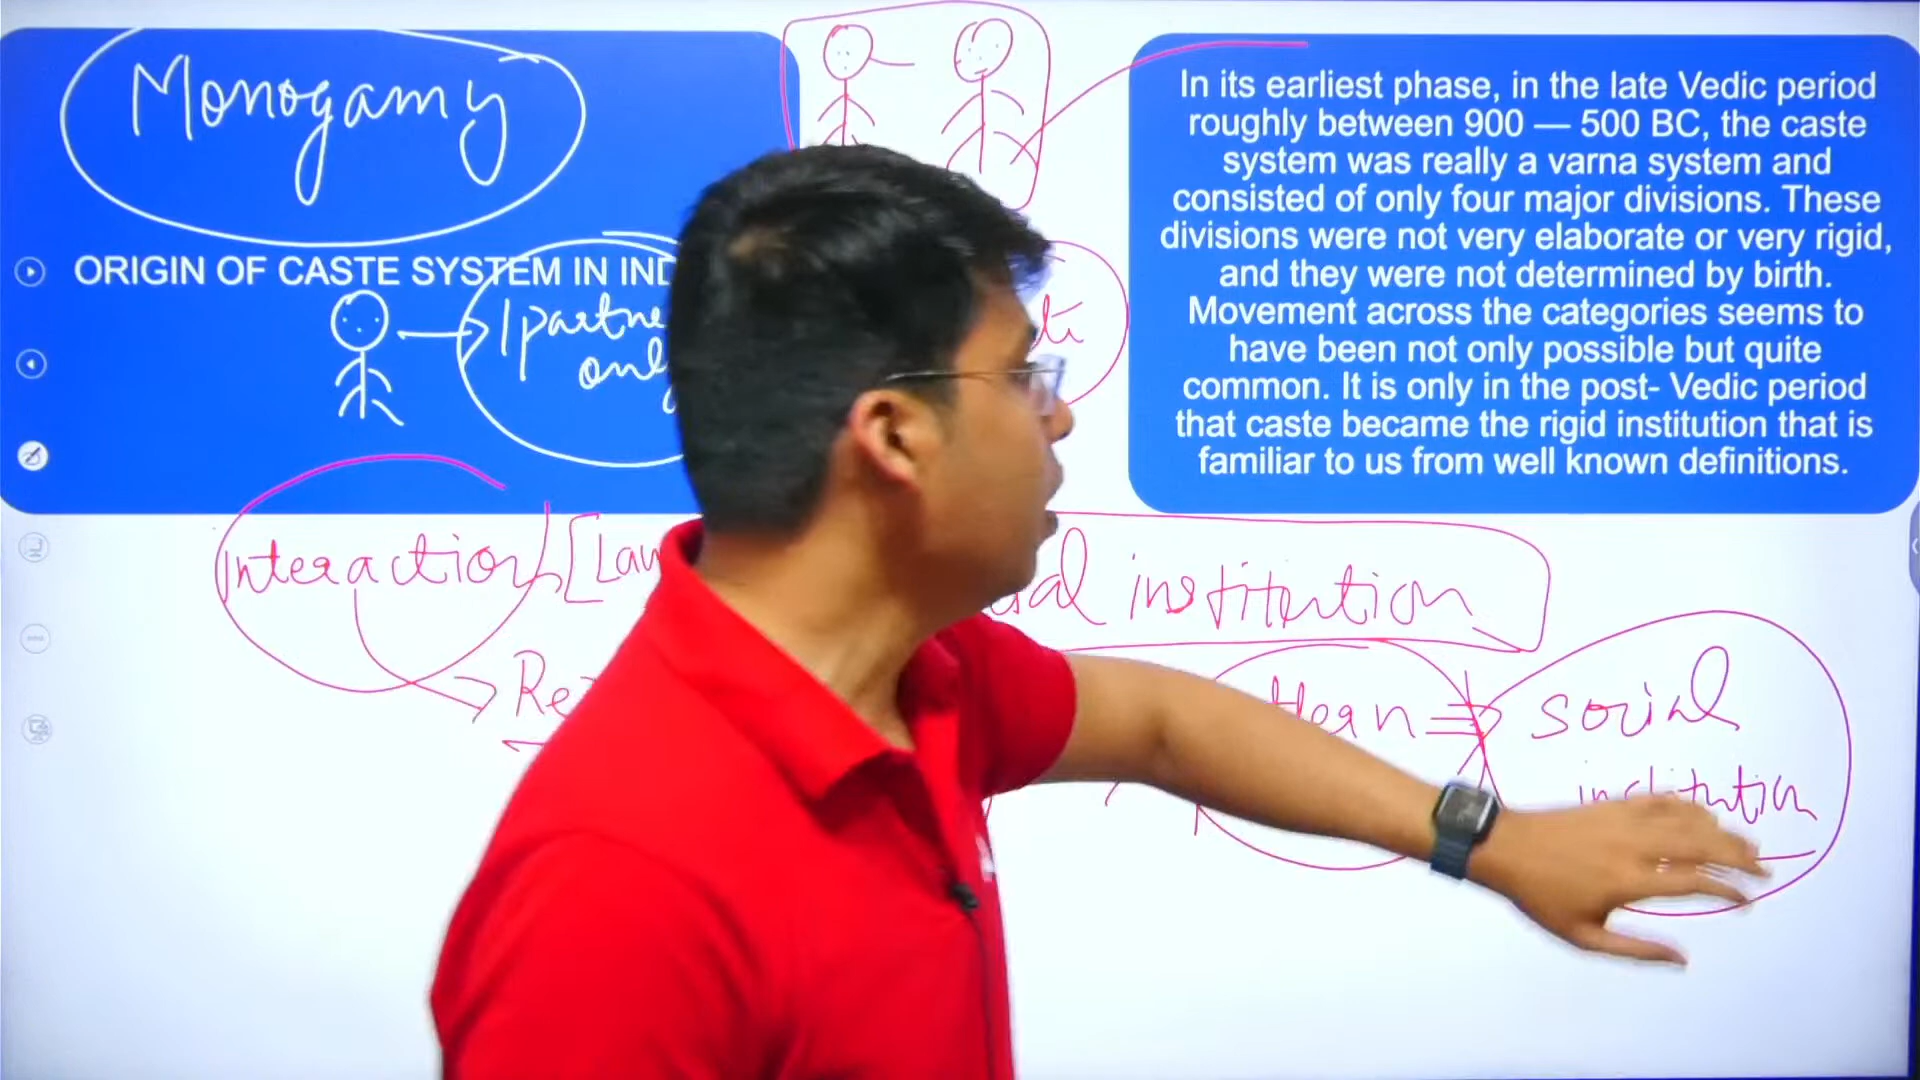 Monogamy
ORIGIN OF CASTE SYSTEM IN
1 partne
only
In its earliest phase, in the late Vedic period
roughly between 900 — 500 BC, the caste
system was really a varna system and
consisted of only four major divisions. These
divisions were not very elaborate or very rigid,
and they were not determined by birth.
Movement across the categories seems to
have been not only possible but quite
common. It is only in the post- Vedic period
that caste became the rigid institution that is
familiar to us from well known definitions.
Interaction [Law
institution
social
institution